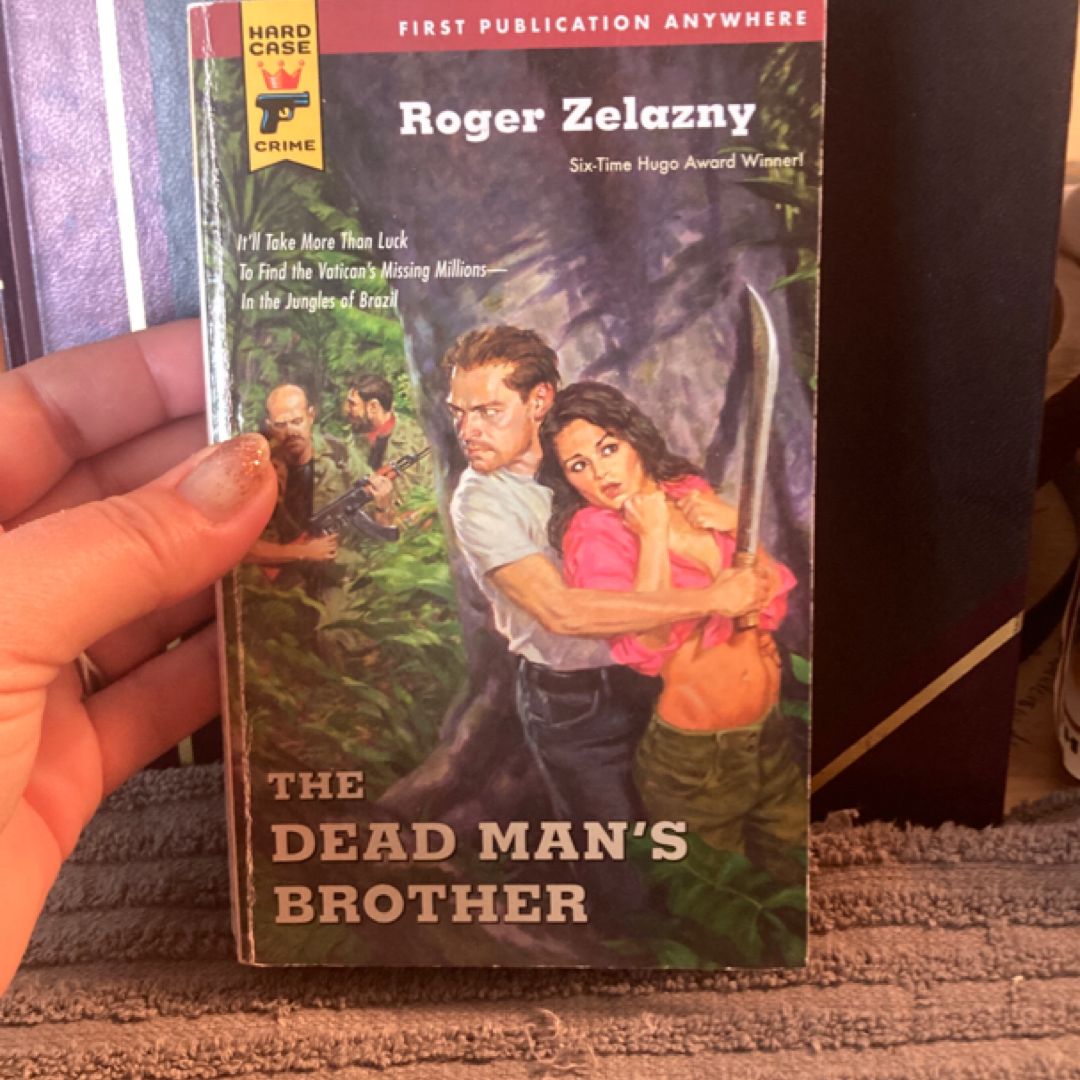 HARD
CASE
CRIME
FIRST PUBLICATION ANYWHERE
Roger Zelazny
Six-Time Hugo Award Winner!
It'll Take More Than Luck
To Find the Vatican's Missing Millions—
In the Jungles of Brazil
THE
DEAD MAN'S
BROTHER